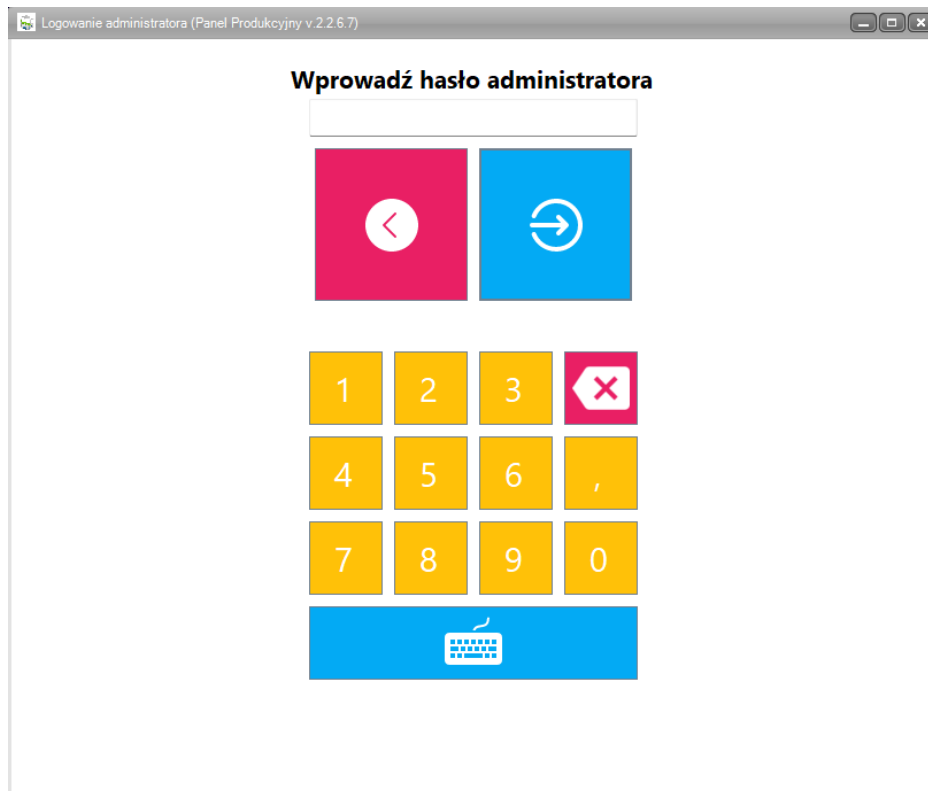 Logowanie administratora (Panel Produkcyjny v.2.2.6.7)
Wprowadź hasło administratora
1 2 3
4 5 6 ,
7 8 9 0